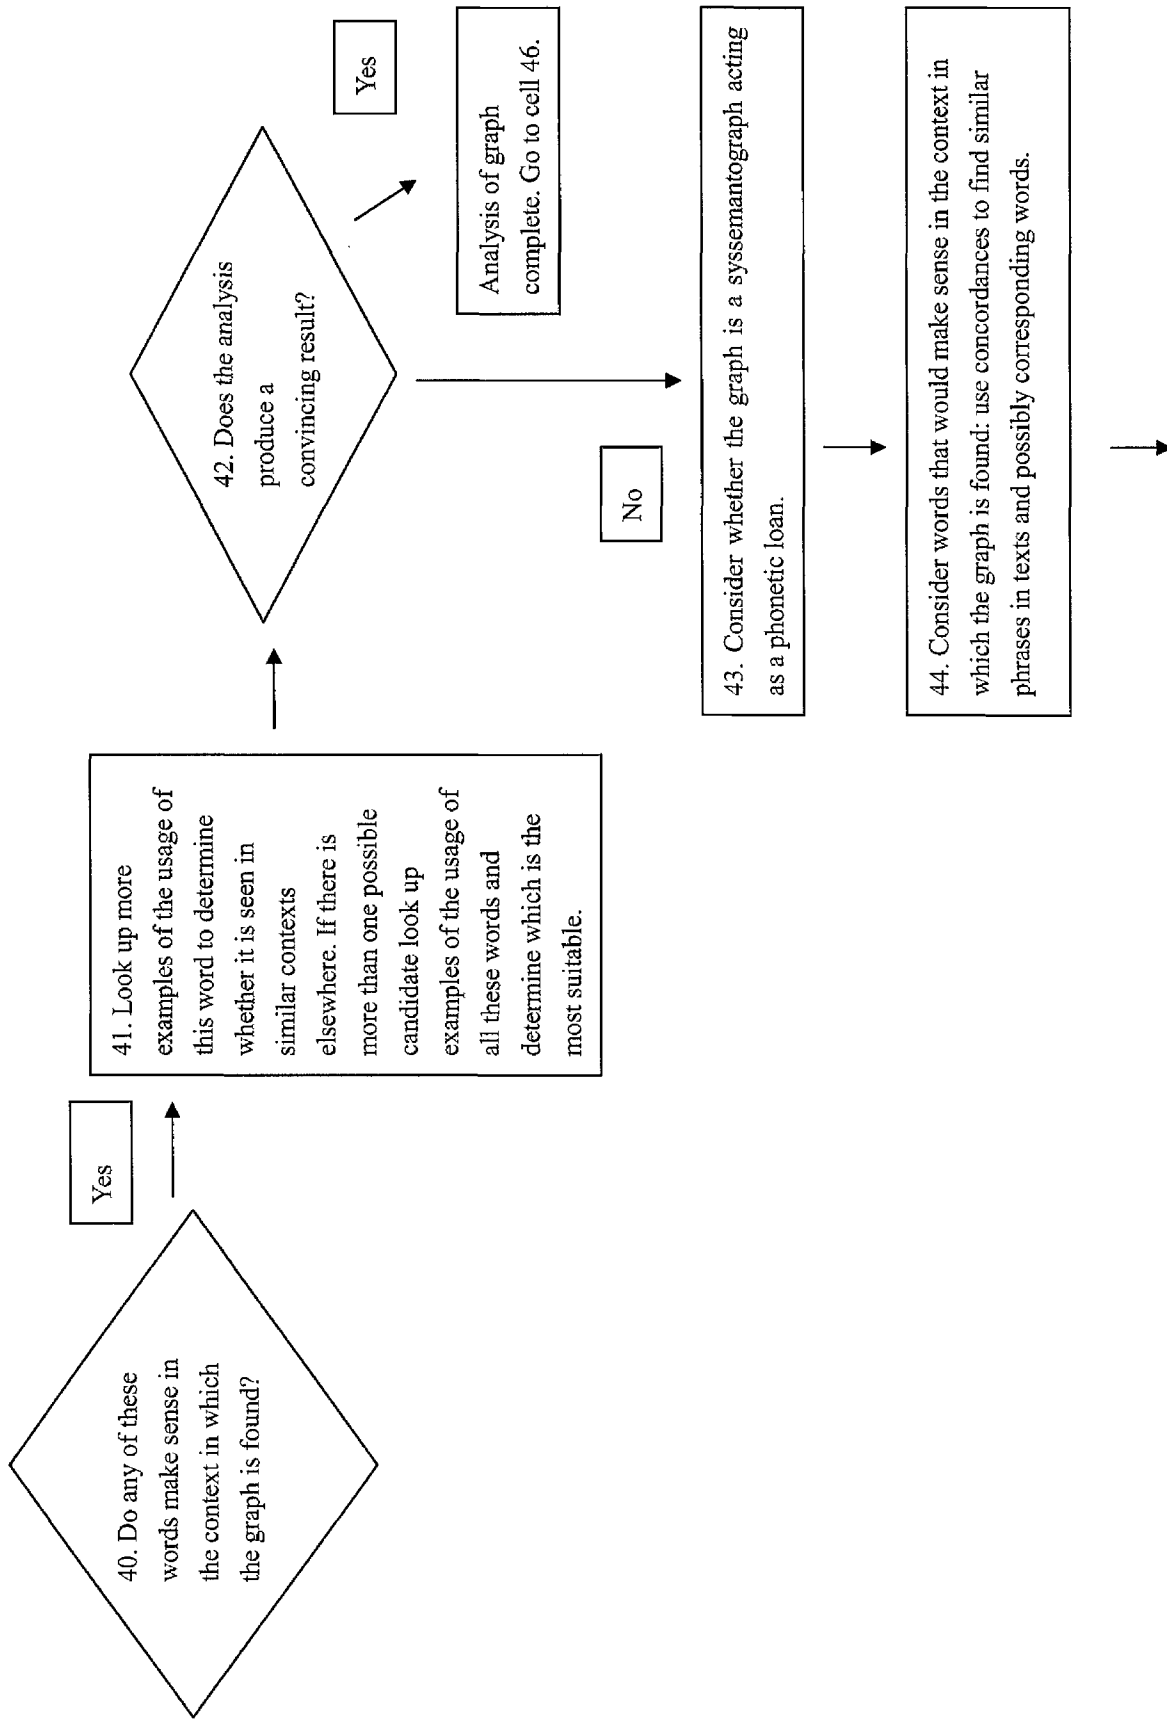 40. Do any of these
words make sense in
the context in which
the graph is found?
Yes
41. Look up more
examples of the usage of
this word to determine
whether it is seen in
similar contexts
elsewhere. If there is
more than one possible
candidate look up
examples of the usage of
all these words and
determine which is the
most suitable.
42. Does the analysis
produce a
convincing result?
Yes
Analysis of graph
complete. Go to cell 46.
No
43. Consider whether the graph is a syssemantograph acting
as a phonetic loan.
44. Consider words that would make sense in the context in
which the graph is found: use concordances to find similar
phrases in texts and possibly corresponding words.